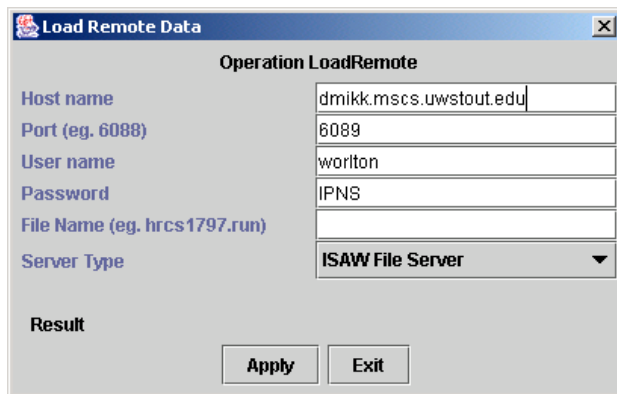 Load Remote Data
Operation LoadRemote
Host name dmikk.mscs.uwstout.edu
Port (eg. 6088) 6089
User name worlton
Password IPNS
File Name (eg. hrcs1797.run)
Server Type ISAW File Server
Result
Apply Exit